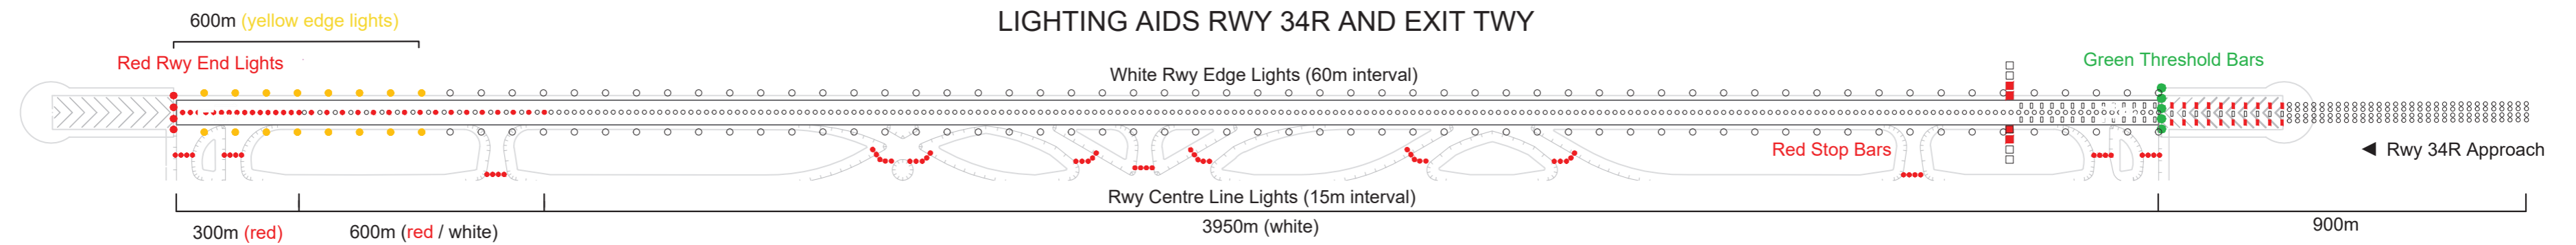 LIGHTING AIDS RWY 34R AND EXIT TWY
600m (yellow edge lights)
Red Rwy End Lights
White Rwy Edge Lights (60m interval)
Green Threshold Bars
Red Stop Bars
◄ Rwy 34R Approach
Rwy Centre Line Lights (15m interval)
300m (red)
600m (red / white)
3950m (white)
900m